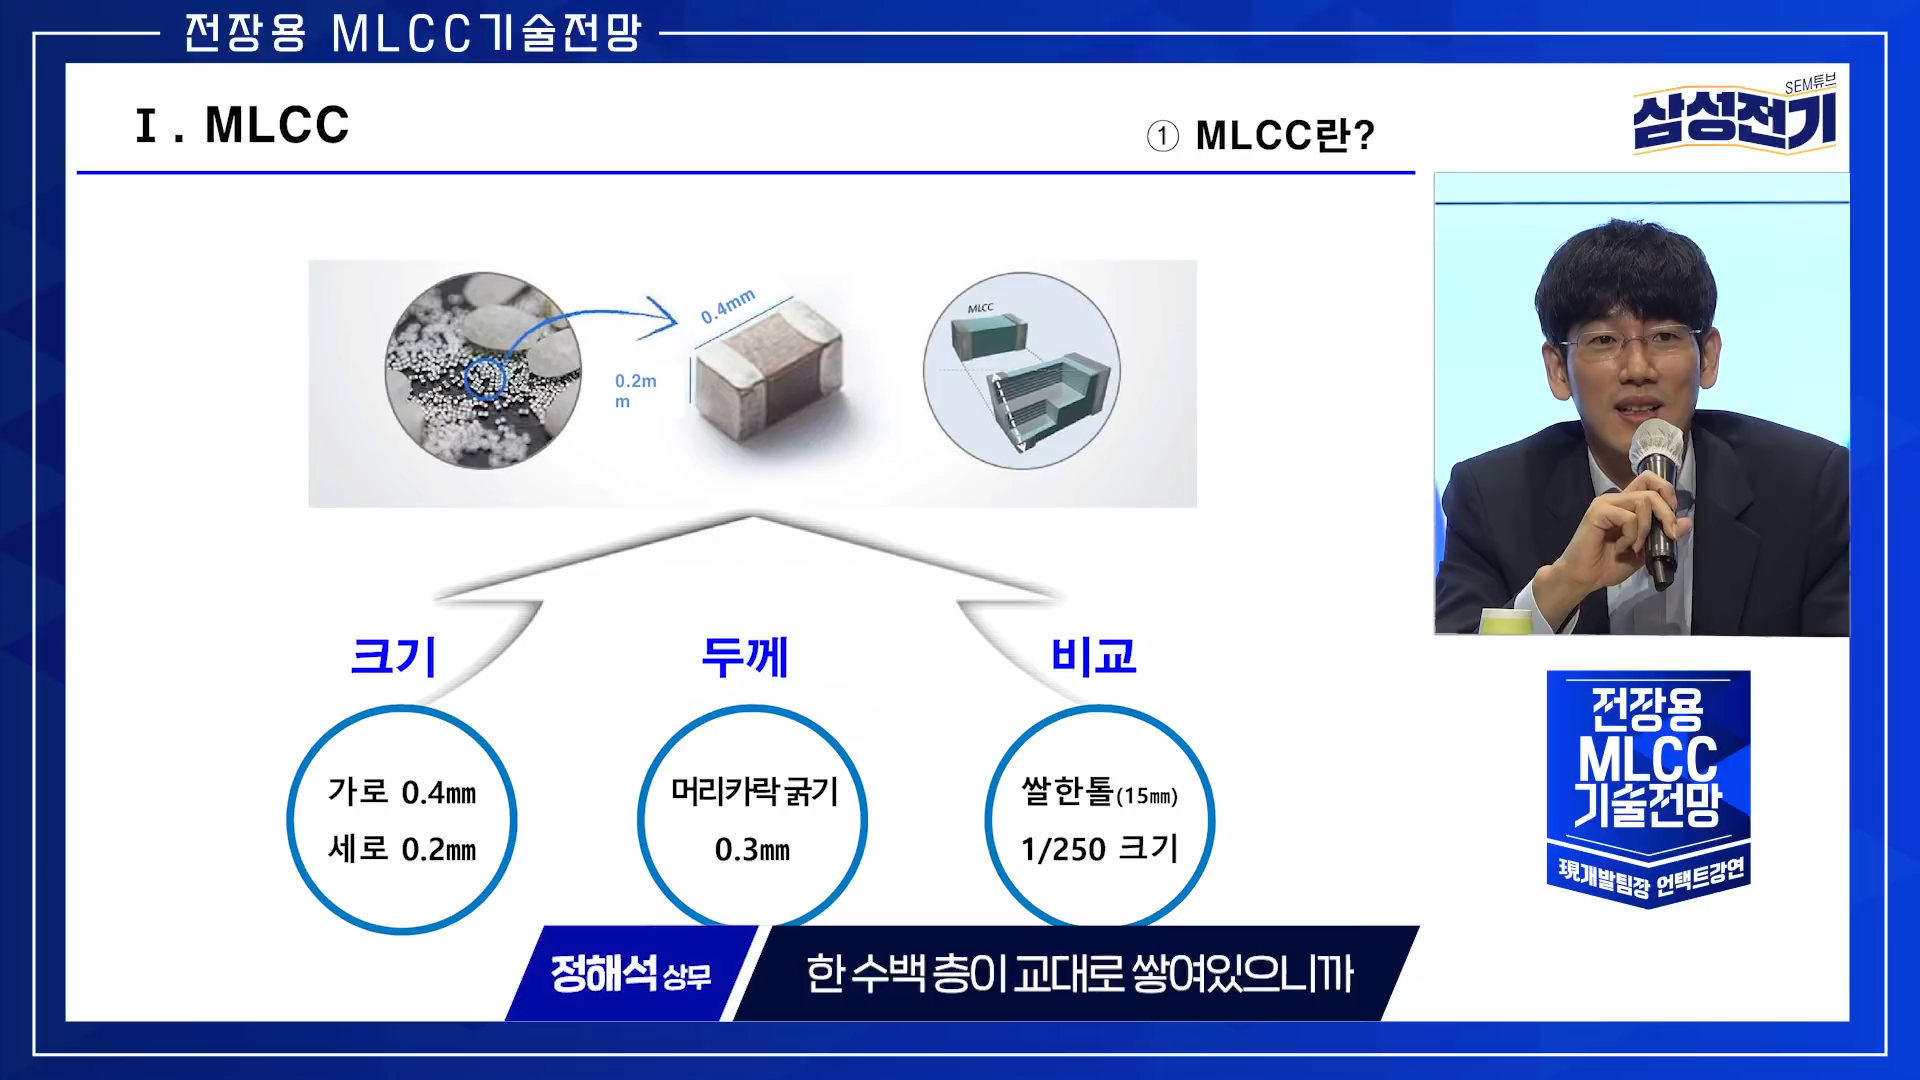 전장용 MLCC기술전망
SEM튜브
삼성전기
Ⅰ. MLCC
① MLCC란?
0.4mm
0.2m
m
MLCC
크기
두께
비교
가로 0.4㎜
세로 0.2㎜
머리카락 굵기
0.3㎜
쌀한톨(15㎜)
1/250 크기
전장용
MLCC
기술전망
現개발팀장 언택트강연
정해석 상무
한 수백 층이 교대로 쌓여있으니까